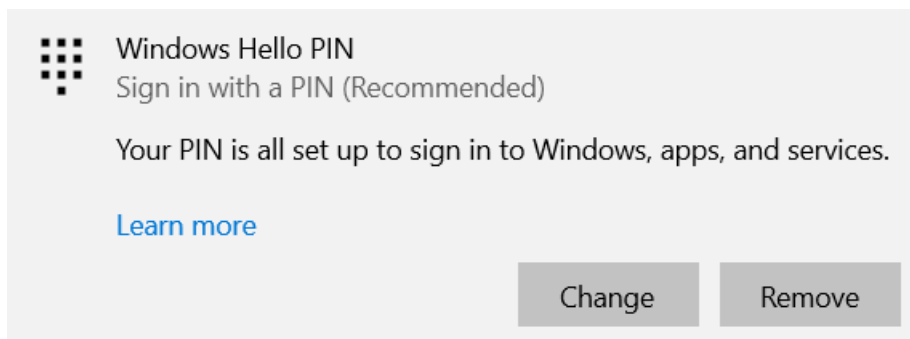 Windows Hello PIN
Sign in with a PIN (Recommended)
Your PIN is all set up to sign in to Windows, apps, and services.
Learn more
Change Remove